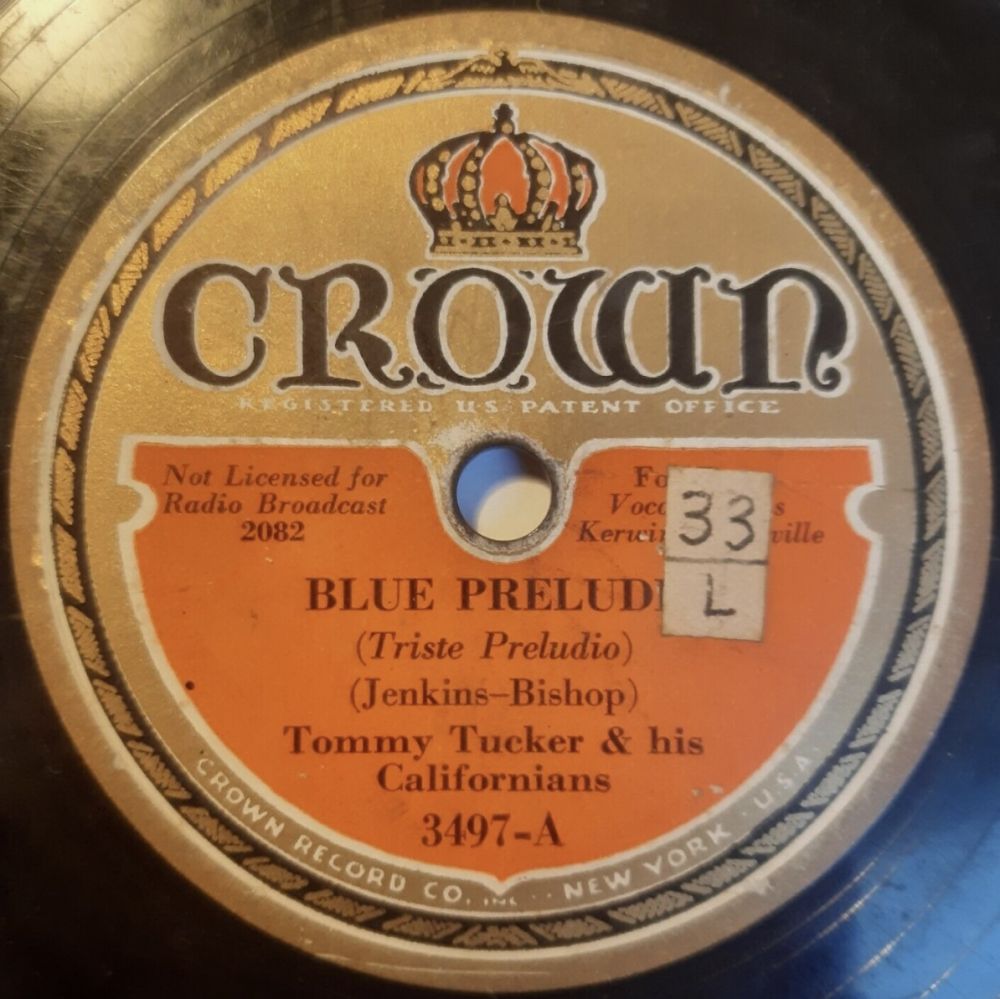 CROWN
REGISTERED U.S. PATENT OFFICE
Not Licensed for
Radio Broadcast
2082
33
L
ville
BLUE PRELUD
(Triste Preludio)
(Jenkins-Bishop)
Tommy Tucker & his
Californians
3497-A
CROWN RECORD CO. INC. NEW YORK · U.S.A.